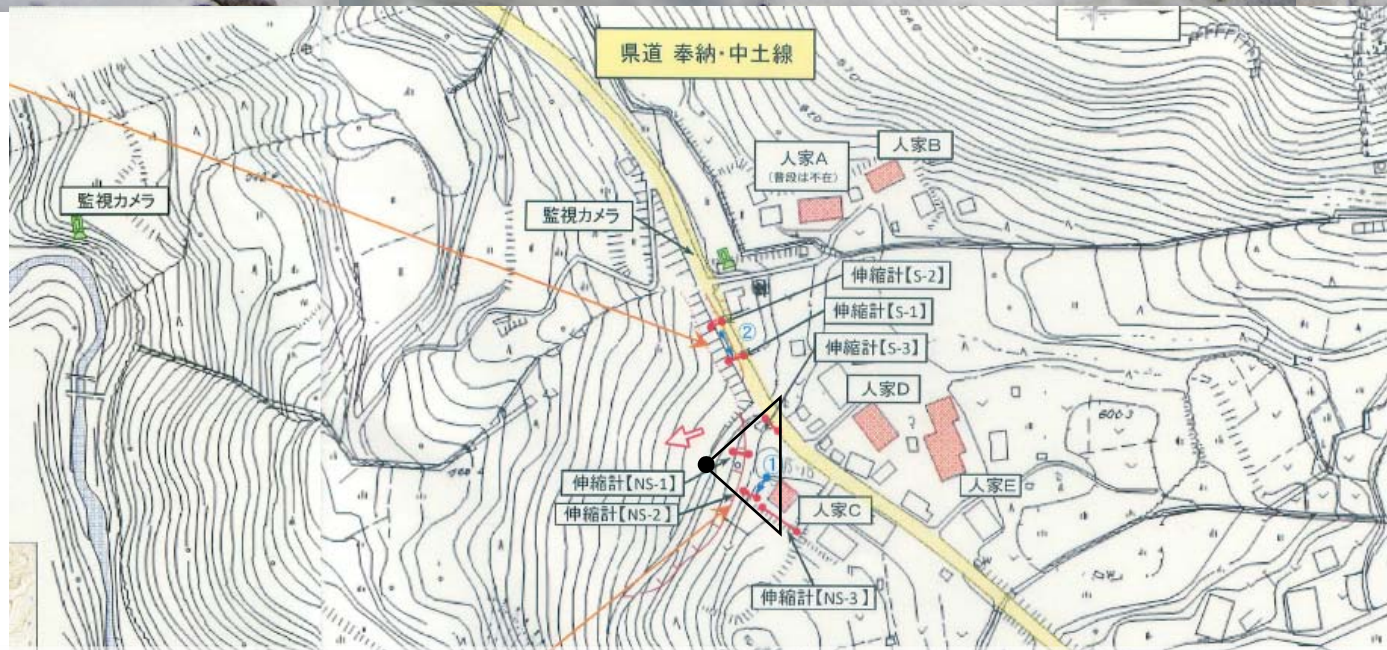 県道 奉納・中土線
人家B
人家A
(普段は不在)
監視カメラ
監視カメラ
伸縮計【S-2】
伸縮計【S-1】
②
伸縮計【S-3】
人家D
①
伸縮計【NS-1】
人家E
伸縮計【NS-2】
人家C
伸縮計【NS-3】